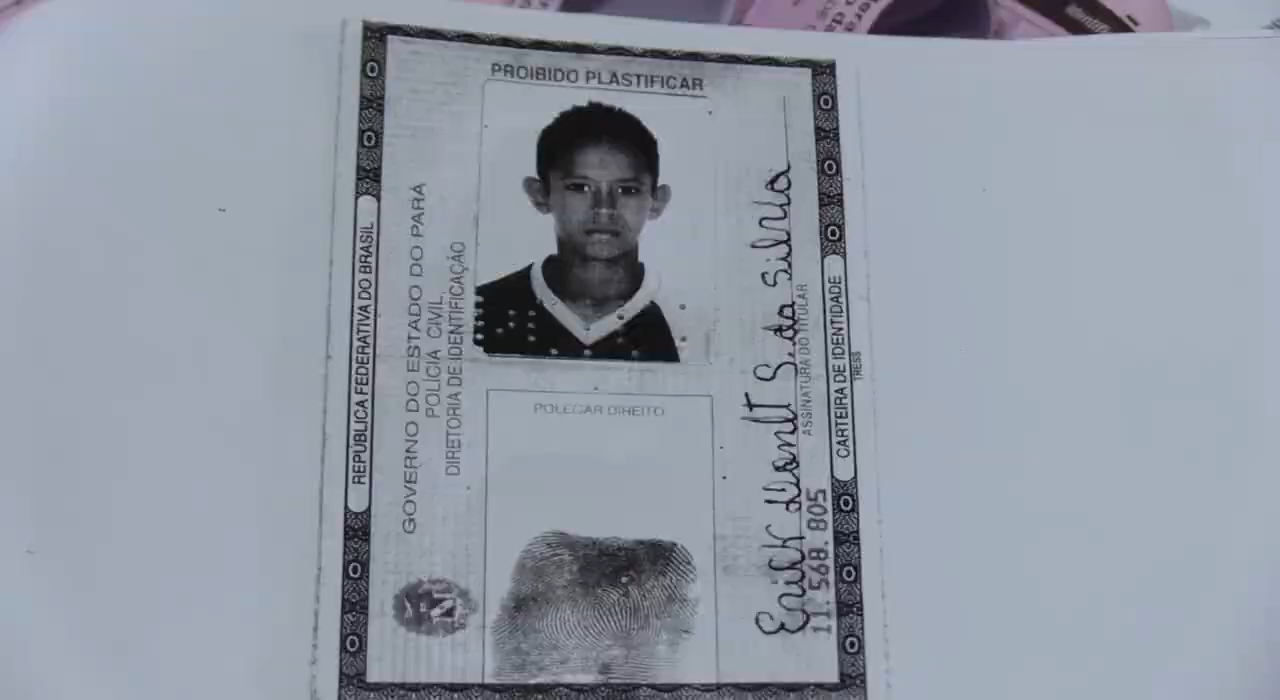 PROIBIDO PLASTIFICAR
REPÚBLICA FEDERATIVA DO BRASIL
GOVERNO DO ESTADO DO PARÁ
POLÍCIA CIVIL
DIRETORIA DE IDENTIFICAÇÃO
POLEGAR DIREITO
Erick S. da Silva
ASSINATURA DO TITULAR
11.568.805
CARTEIRA DE IDENTIDADE
TRESS